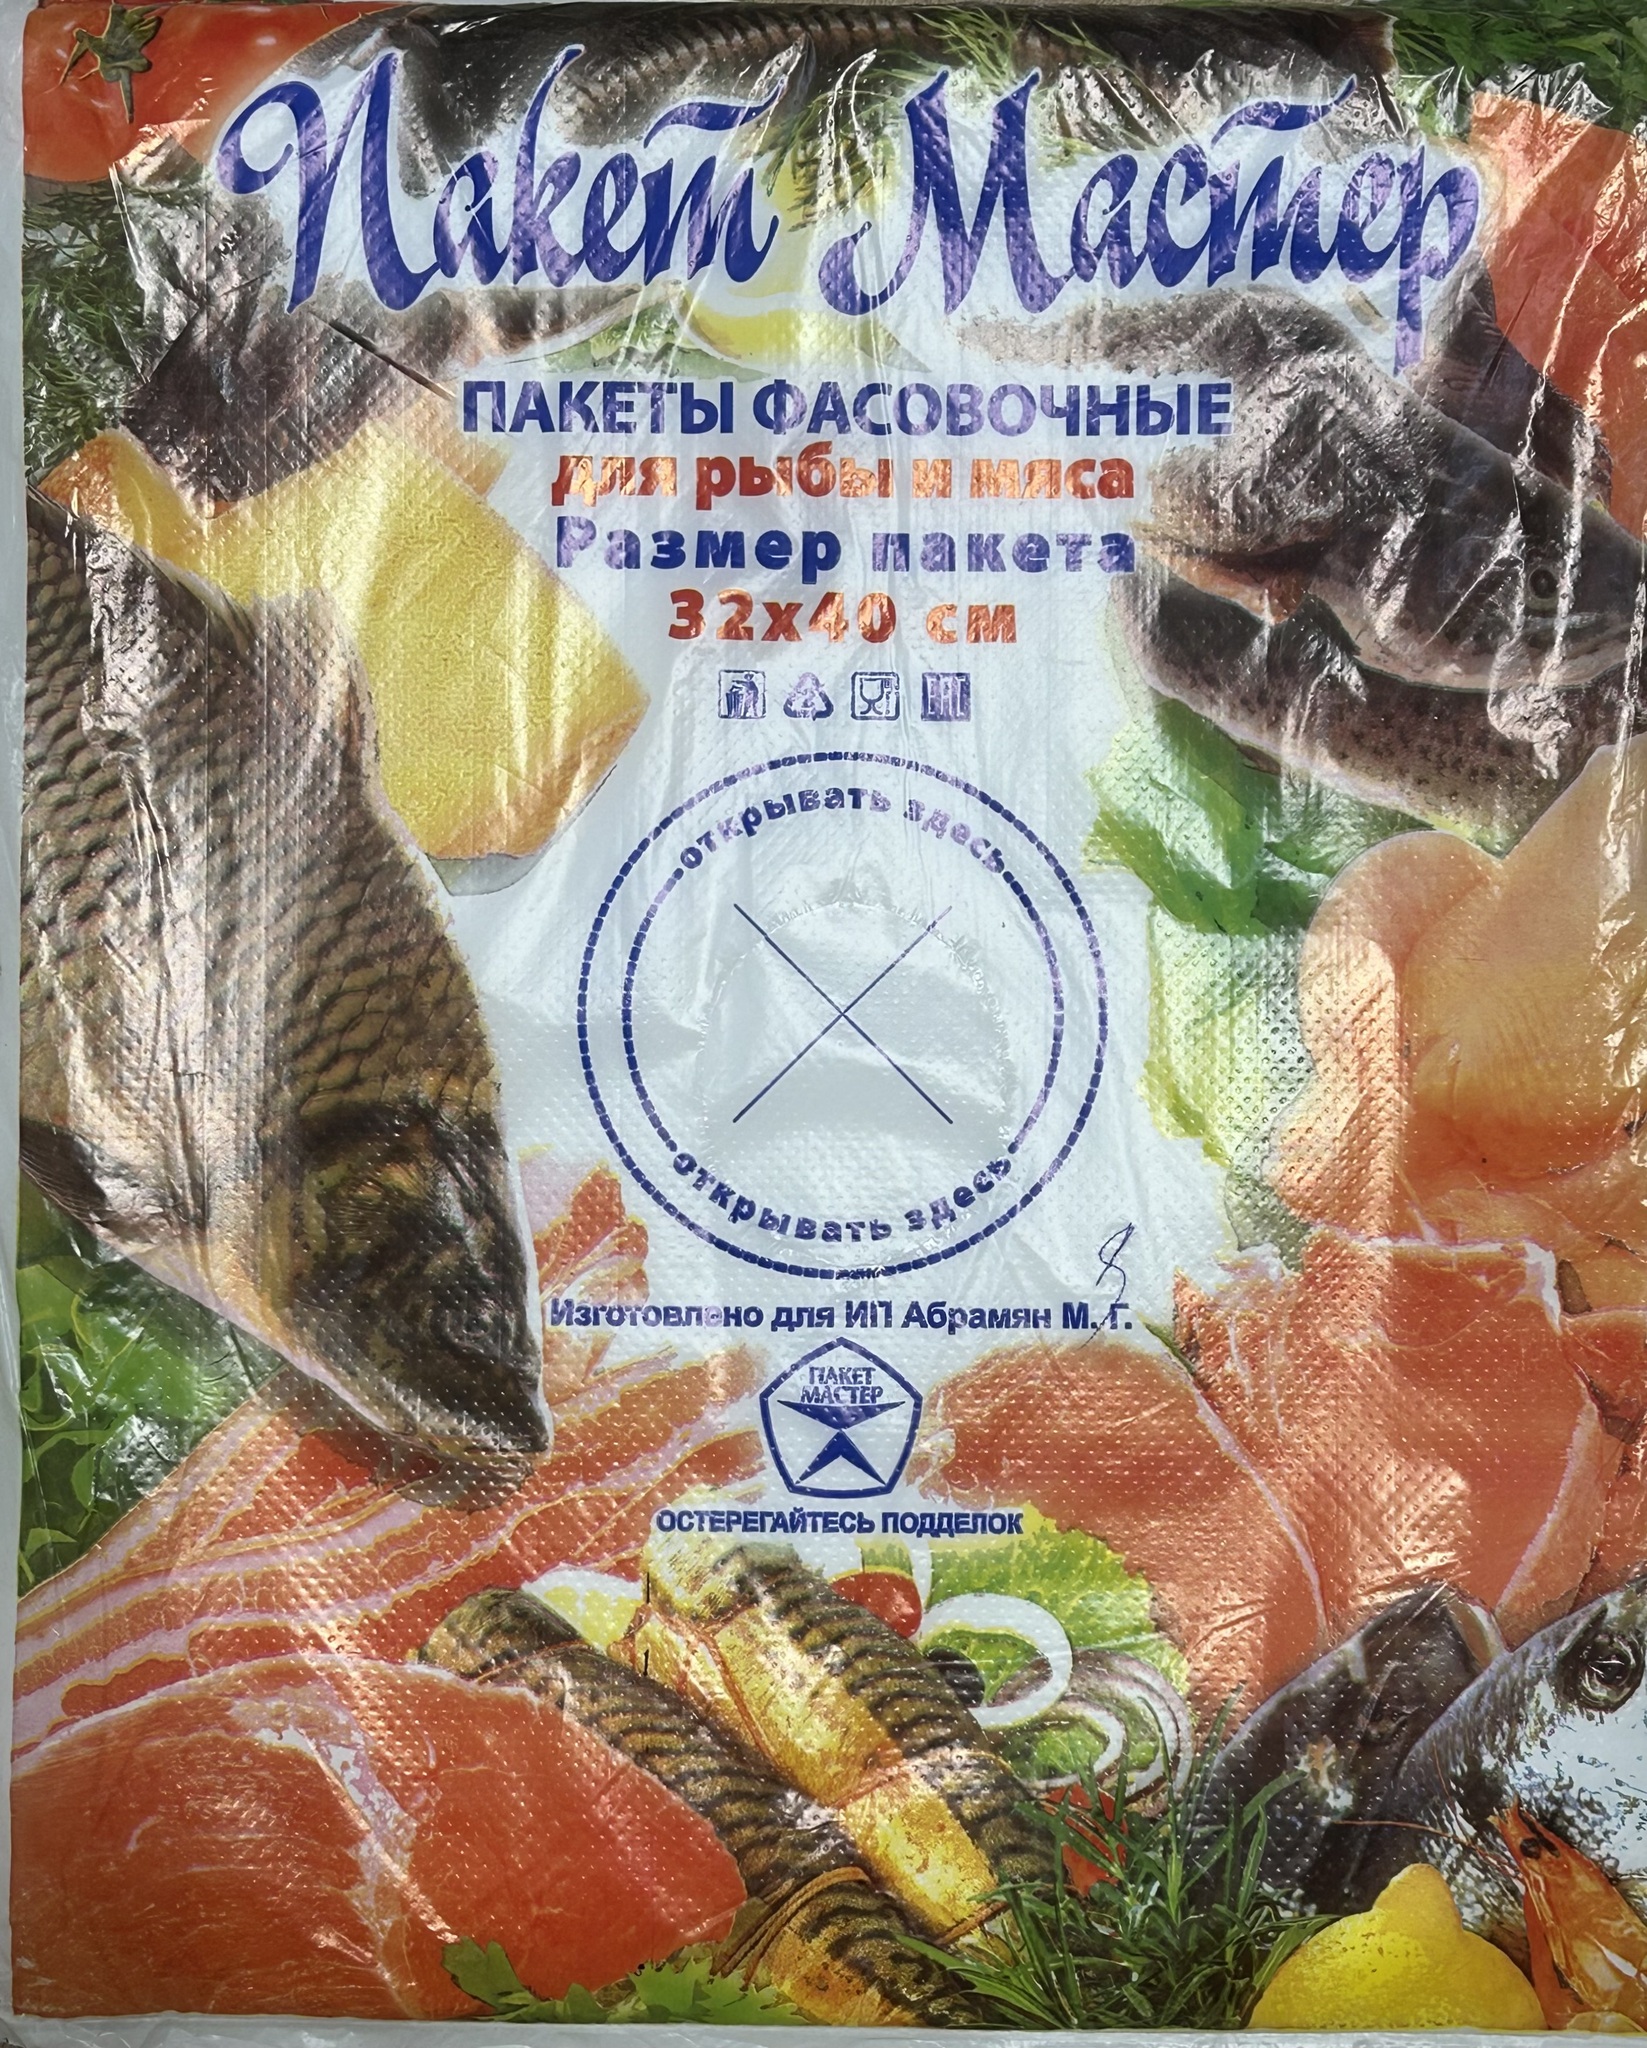 Пакет Мастер
ПАКЕТЫ ФАСОВОЧНЫЕ
для рыбы и мяса
Размер пакета
32х40 см
открывать здесь
открывать здесь
Изготовлено для ИП Абрамян М. Г.
ПАКЕТ
МАСТЕР
ОСТЕРЕГАЙТЕСЬ ПОДДЕЛОК